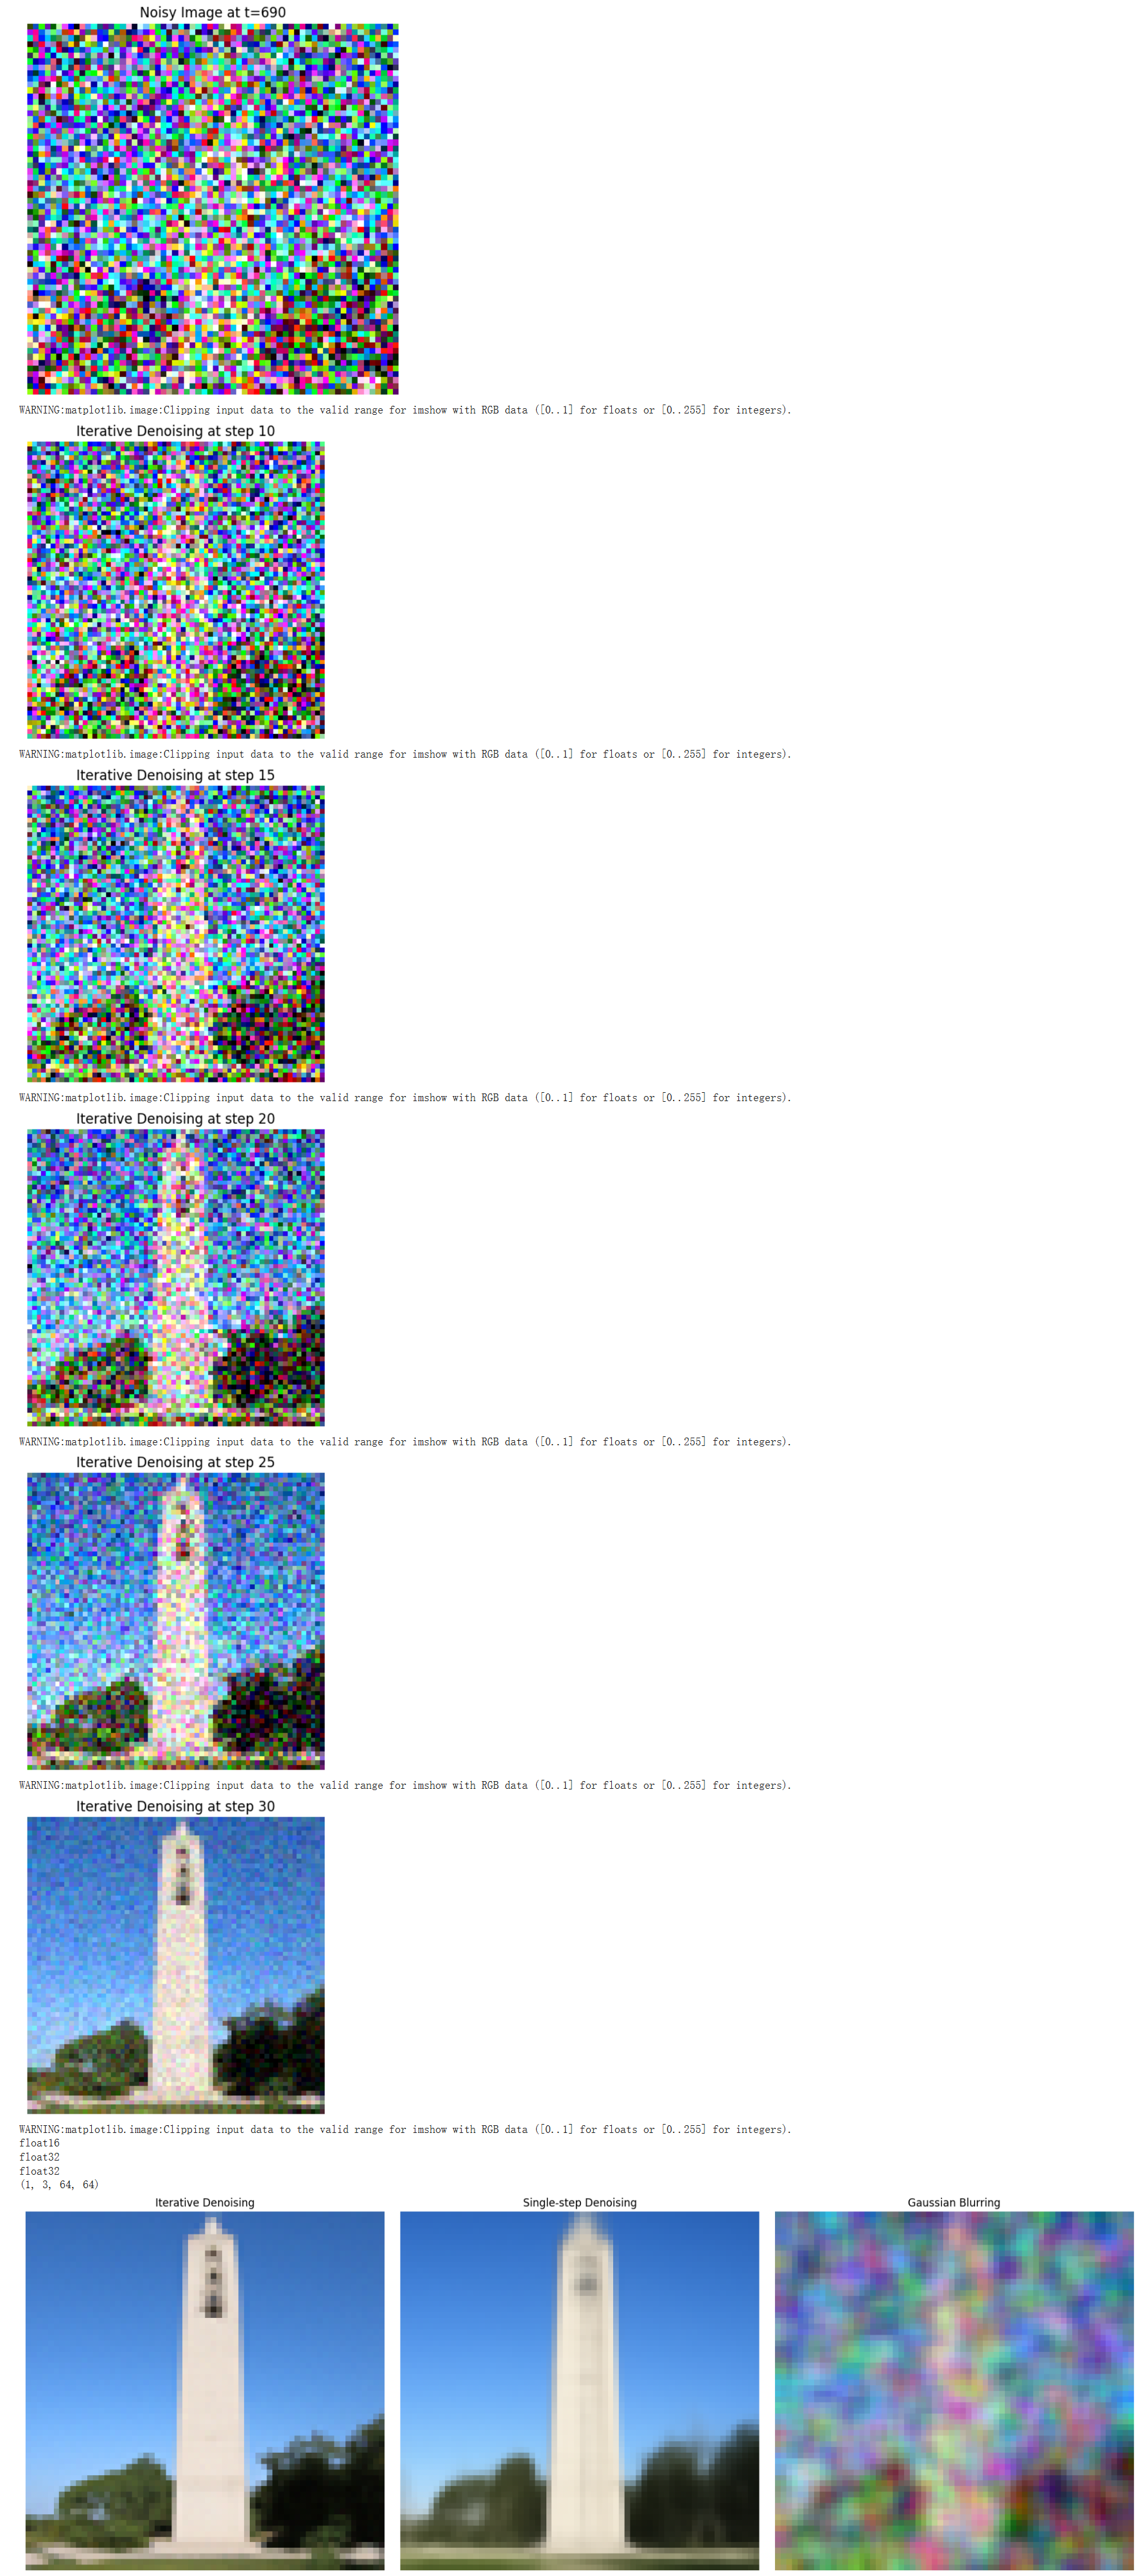 Noisy Image at t=690
WARNING:matplotlib.image:Clipping input data to the valid range for imshow with RGB data ([0..1] for floats or [0..255] for integers).
Iterative Denoising at step 10
WARNING:matplotlib.image:Clipping input data to the valid range for imshow with RGB data ([0..1] for floats or [0..255] for integers).
Iterative Denoising at step 15
WARNING:matplotlib.image:Clipping input data to the valid range for imshow with RGB data ([0..1] for floats or [0..255] for integers).
Iterative Denoising at step 20
WARNING:matplotlib.image:Clipping input data to the valid range for imshow with RGB data ([0..1] for floats or [0..255] for integers).
Iterative Denoising at step 25
WARNING:matplotlib.image:Clipping input data to the valid range for imshow with RGB data ([0..1] for floats or [0..255] for integers).
Iterative Denoising at step 30
WARNING:matplotlib.image:Clipping input data to the valid range for imshow with RGB data ([0..1] for floats or [0..255] for integers).
float16
float32
float32
(1, 3, 64, 64)
Iterative Denoising
Single-step Denoising
Gaussian Blurring